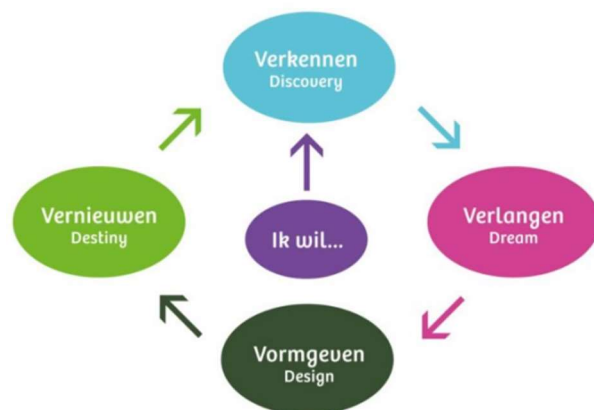 Verkennen
Discovery
Vernieuwen
Destiny
Ik wil...
Verlangen
Dream
Vormgeven
Design